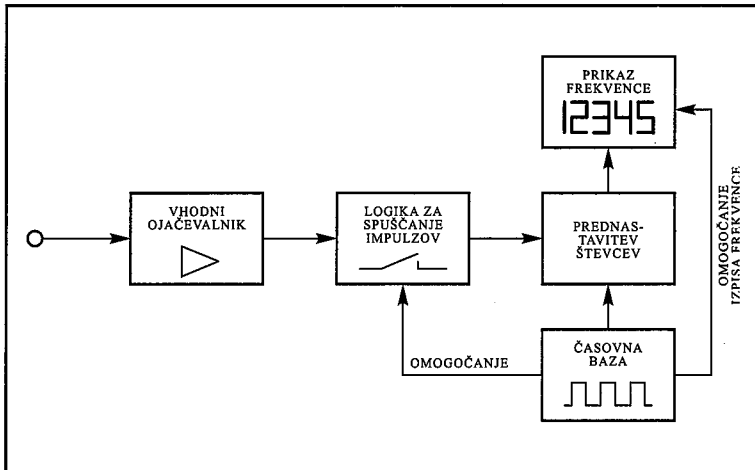 PRIKAZ
FREKVENCE
12345
VHODNI
OJAČEVALNIK
LOGIKA ZA
SPUŠČANJE
IMPULZOV
PREDNAS-
TAVITEV
ŠTEVCEV
OMOGOČANJE
IZPISA FREKVENCE
OMOGOČANJE
ČASOVNA
BAZA